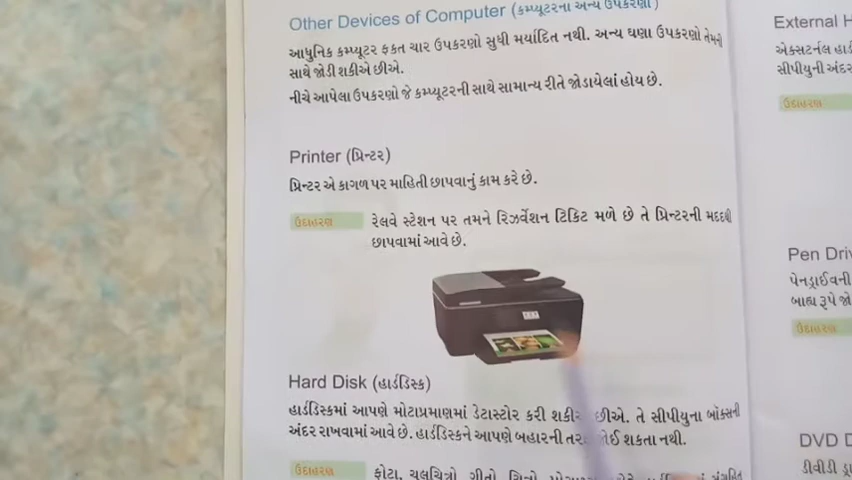 Other Devices of Computer (કમ્પ્યૂટરના અન્ય ઉપકરણો)
આધુનિક કમ્પ્યૂટર ફક્ત ચાર ઉપકરણો સુધી મર્યાદિત નથી. અન્ય ઘણા ઉપકરણો તેમની
સાથે જોડી શકીએ છીએ.
નીચે આપેલા ઉપકરણો જે કમ્પ્યૂટરની સાથે સામાન્ય રીતે જોડાયેલાં હોય છે.
Printer (પ્રિન્ટર)
પ્રિન્ટર એ કાગળ પર માહિતી છાપવાનું કામ કરે છે.
ઉદાહરણ રેલવે સ્ટેશન પર તમને રિઝર્વેશન ટિકિટ મળે છે તે પ્રિન્ટરની મદદથી
છાપવામાં આવે છે.
Hard Disk (હાર્ડડિસ્ક)
હાર્ડડિસ્કમાં આપણે મોટાપ્રમાણમાં ડેટાસ્ટોર કરી શકીએ છીએ. તે સીપીયુના બૉક્સની
અંદર રાખવામાં આવે છે. હાર્ડડિસ્કને આપણે બહારની તરફ જોઈ શકતા નથી.
ઉદાહરણ ફોટા, ચલચિત્રો, ગીતો,
External
એક્સટર્નલ
સીપીયુની અંદર
ઉદાહરણ
Pen
પેનડ્રાઈવની
બાહ્ય રૂપે
ઉદાહરણ
DVD
ડીવીડી